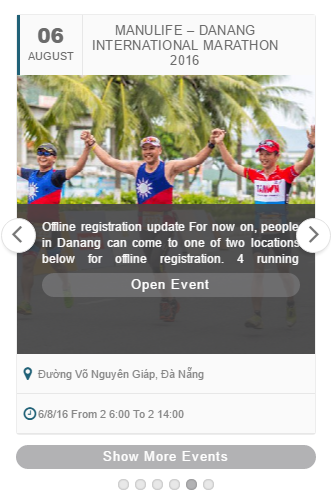 06
AUGUST
MANULIFE – DANANG
INTERNATIONAL MARATHON
2016
Offline registration update For now on, people
in Danang can come to one of two locations
below for offline registration. 4 running
Open Event
Đường Võ Nguyên Giáp, Đà Nẵng
6/8/16 From 2 6:00 To 2 14:00
Show More Events